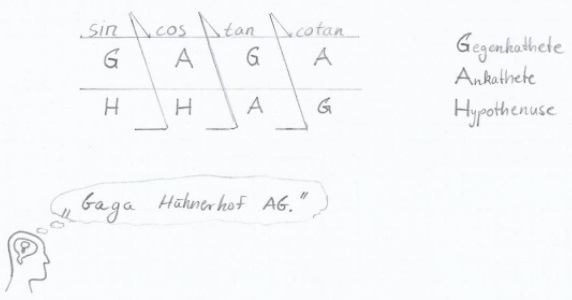 sin cos tan cotan
G A G A
H H A G
Gegenkathete
Ankathete
Hypothenuse
„Gaga Hühnerhof AG.“